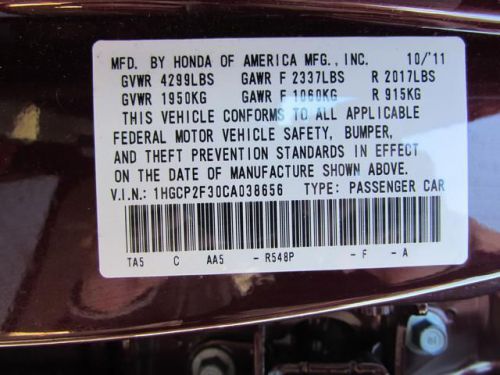 MFD. BY HONDA OF AMERICA MFG., INC. 10/'11
GVWR 4299LBS GAWR F 2337LBS R 2017LBS
GVWR 1950KG GAWR F 1060KG R 915KG
THIS VEHICLE CONFORMS TO ALL APPLICABLE
FEDERAL MOTOR VEHICLE SAFETY, BUMPER,
AND THEFT PREVENTION STANDARDS IN EFFECT
ON THE DATE OF MANUFACTURE SHOWN ABOVE.
V.I.N.: 1HGCP2F30CA038656 TYPE: PASSENGER CAR
TA5 C AA5 - R548P - F - A